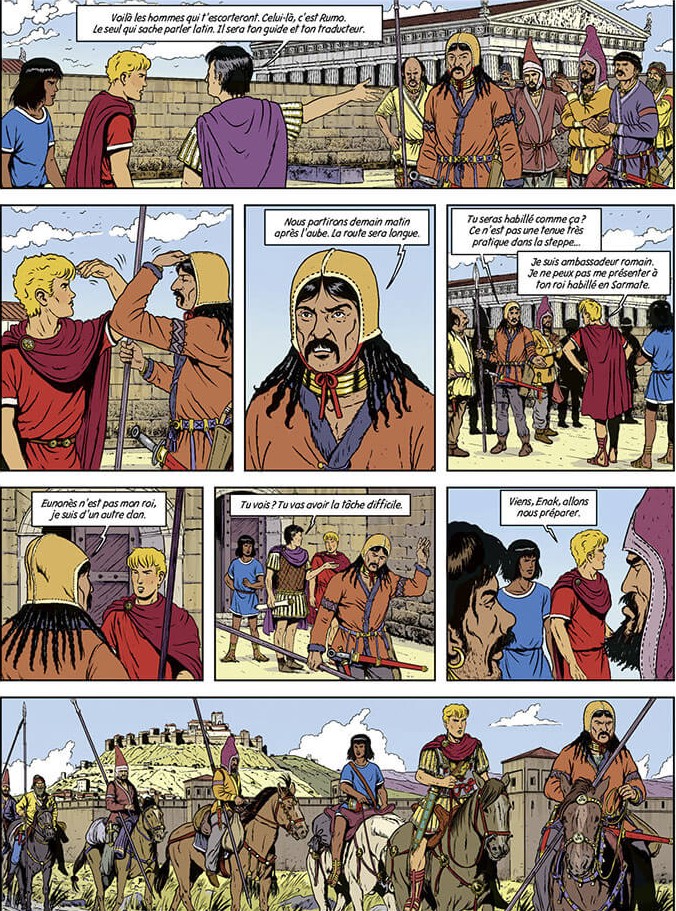 Voilà les hommes qui t'escorteront. Celui-là, c'est Rumo.
Le seul qui sache parler latin. Il sera ton guide et ton traducteur.
Nous partirons demain matin
après l'aube. La route sera longue.
Tu seras habillé comme ça ?
Ce n'est pas une tenue très
pratique dans la steppe...
Je suis ambassadeur romain.
Je ne peux pas me présenter à
ton roi habillé en Sarmate.
Eunonès n'est pas mon roi,
je suis d'un autre clan.
Tu vois ? Tu vas avoir la tâche difficile.
Viens, Enak, allons
nous préparer.